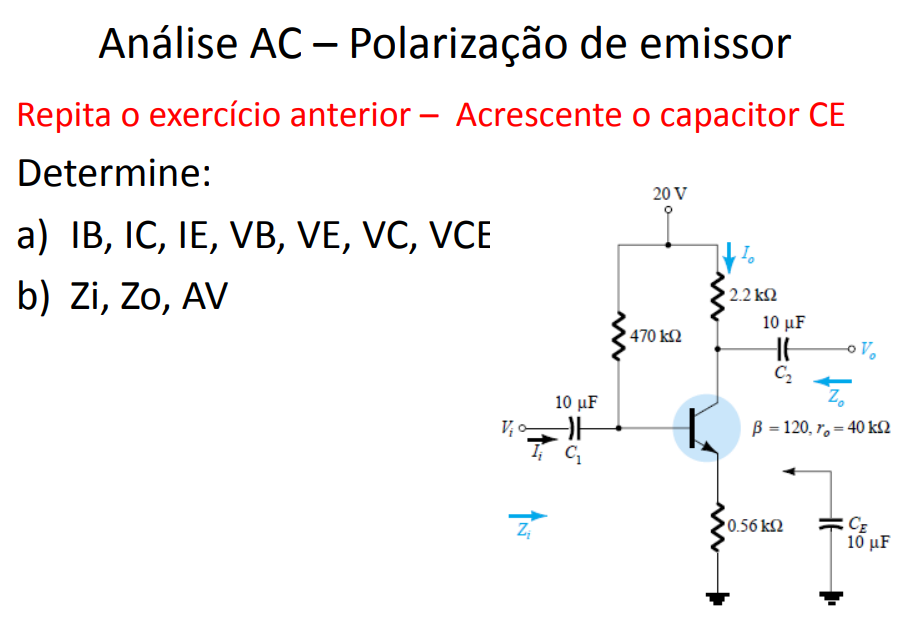 Análise AC – Polarização de emissor
Repita o exercício anterior – Acrescente o capacitor CE
Determine:
a) IB, IC, IE, VB, VE, VC, VCE
b) Zi, Zo, AV
20 V
Io
2.2 kΩ
10 μF
470 kΩ
Vo
C2
Zo
10 μF
Vi
β = 120, ro = 40 kΩ
Ii
C1
Zi
0.56 kΩ
CE
10 μF